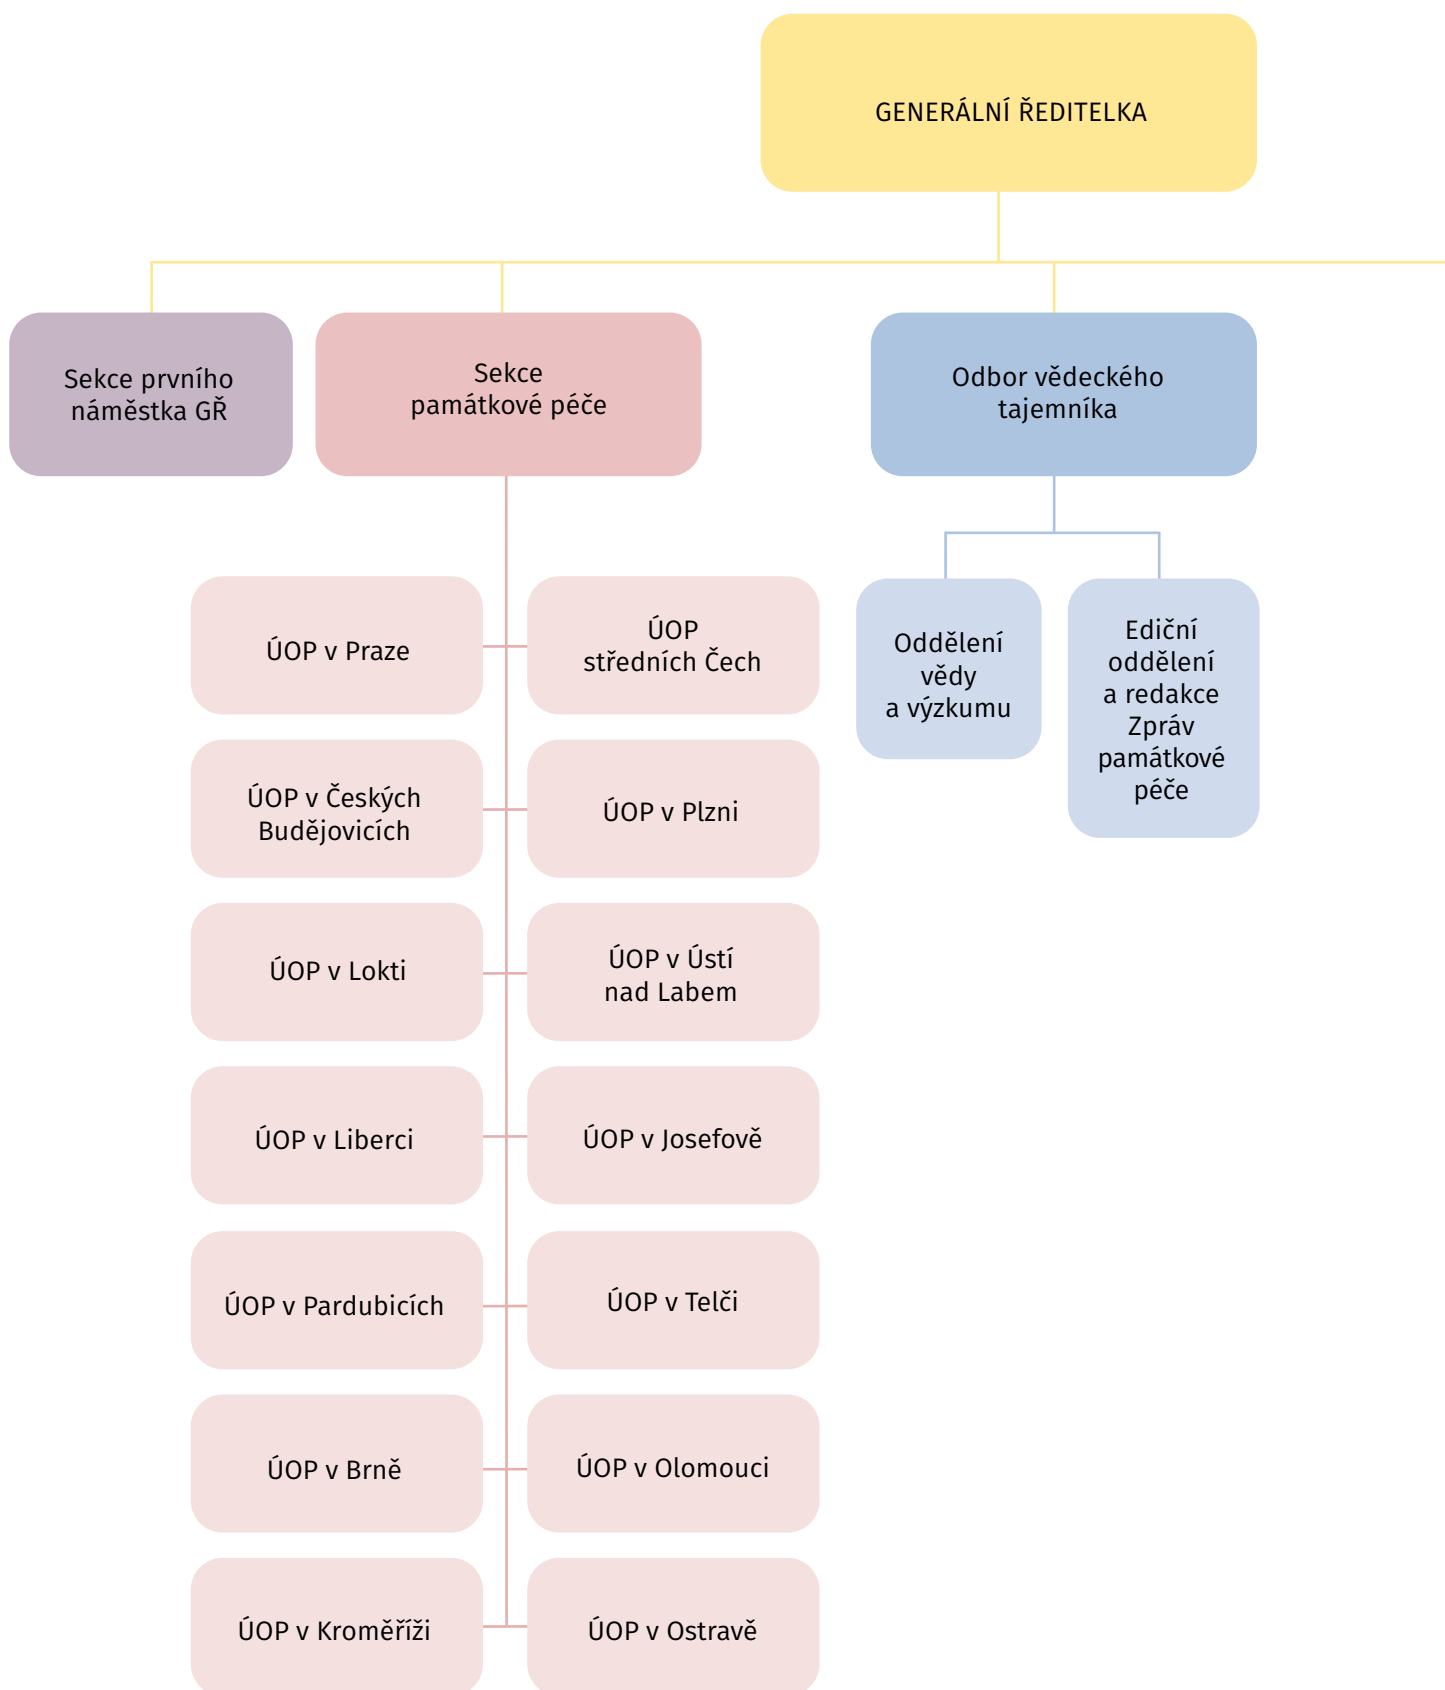 GENERÁLNÍ ŘEDITELKA
Sekce prvního
náměstka GŘ
Sekce
památkové péče
Odbor vědeckého
tajemníka
ÚOP v Praze
ÚOP
středních Čech
Oddělení
vědy
a výzkumu
Ediční
oddělení
a redakce
Zpráv
památkové
péče
ÚOP v Českých
Budějovicích
ÚOP v Plzni
ÚOP v Lokti
ÚOP v Ústí
nad Labem
ÚOP v Liberci
ÚOP v Josefově
ÚOP v Pardubicích
ÚOP v Telči
ÚOP v Brně
ÚOP v Olomouci
ÚOP v Kroměříži
ÚOP v Ostravě